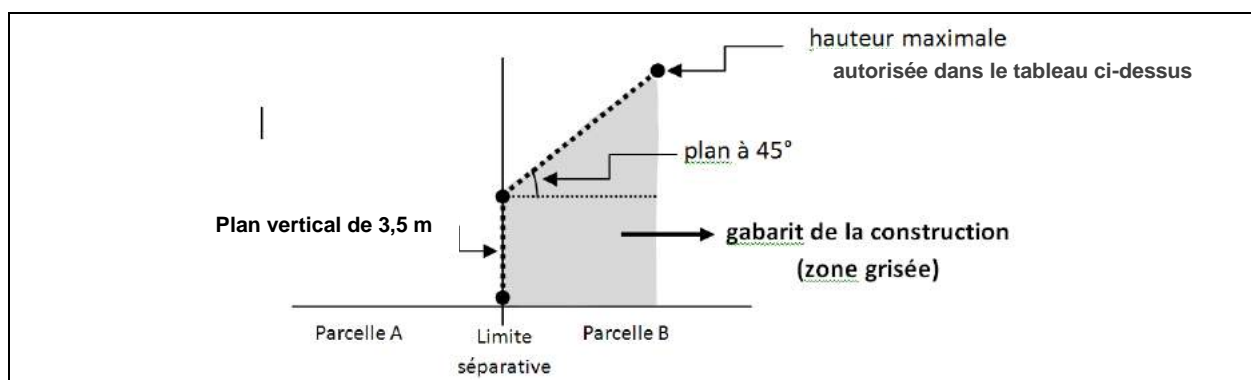 hauteur maximale
autorisée dans le tableau ci-dessus
plan à 45°
Plan vertical de 3,5 m
gabarit de la construction
(zone grisée)
Parcelle A
Limite
séparative
Parcelle B